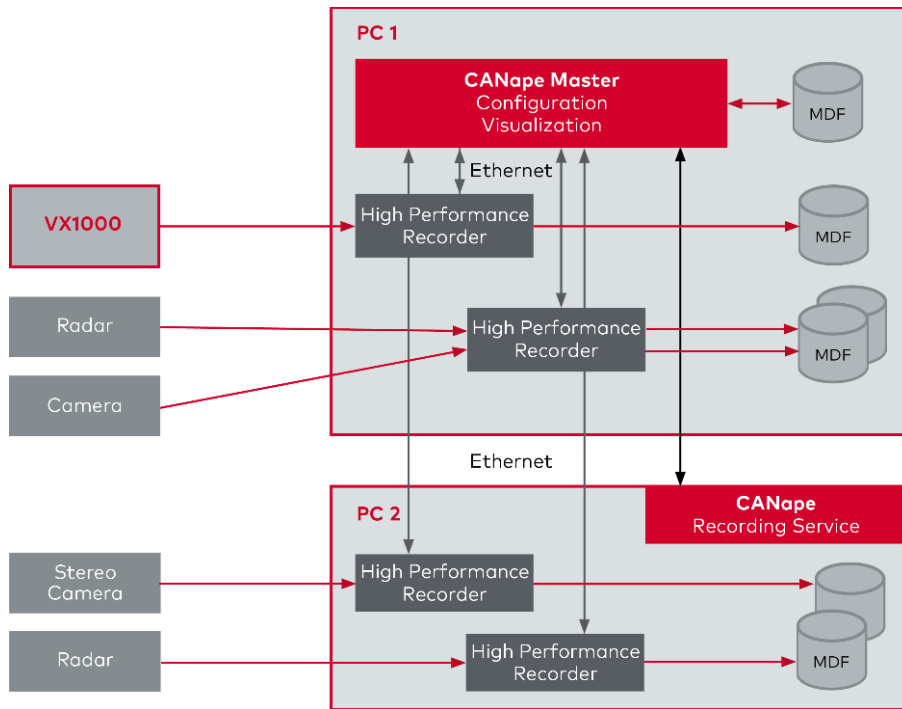 PC 1
CANape Master
Configuration
Visualization
MDF
Ethernet
VX1000
High Performance
Recorder
MDF
Radar
High Performance
Recorder
MDF
Camera
Ethernet
PC 2
CANape
Recording Service
Stereo
Camera
High Performance
Recorder
Radar
High Performance
Recorder
MDF